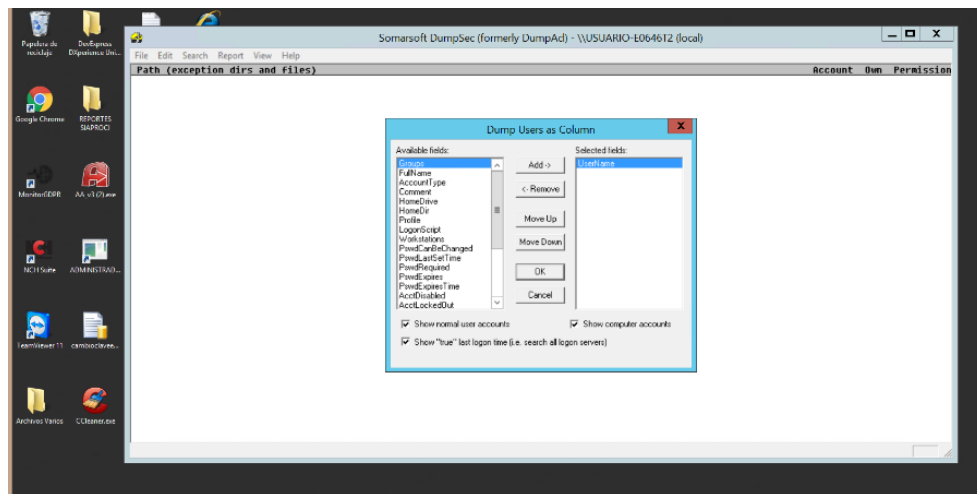 Somarsoft DumpSec (formerly DumpAcl) - \\USUARIO-E0646T2 (local)
File Edit Search Report View Help
Path (exception dirs and files) Account Own Permission
Papelera de
reciclaje
DevExpress
DXperience Uni...
Google Chrome
REPORTES
SIAPROCI
MonitorGDPR
AA_v3 (2).exe
NCH Suite
ADMINISTRAD...
TeamViewer 11
cambioclavee...
Archivos Varios
CCleaner.exe
Dump Users as Column
Available fields:
Groups
FullName
AccountType
Comment
HomeDrive
HomeDir
Profile
LogonScript
Workstations
PswdCanBeChanged
PswdLastSetTime
PswdRequired
PswdExpires
PswdExpiresTime
AcctDisabled
AcctLockedOut
Add ->
<- Remove
Move Up
Move Down
OK
Cancel
Selected fields:
UserName
Show normal user accounts
Show computer accounts
Show "true" last logon time (i.e. search all logon servers)